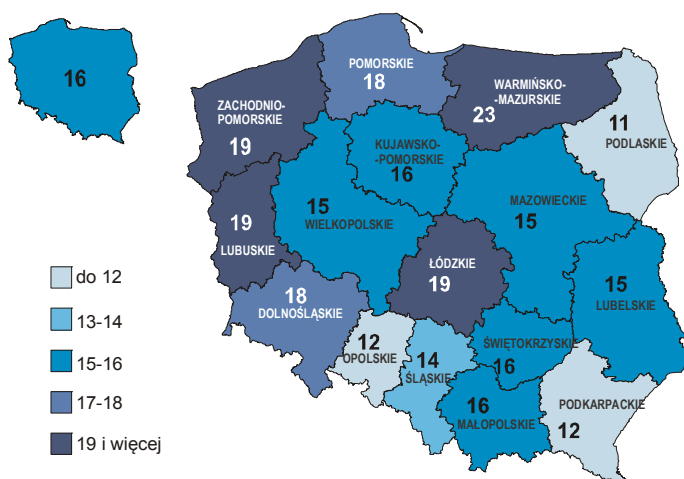 16
POMORSKIE
18
WARMIŃSKO-
-MAZURSKIE
23
ZACHODNIO-
POMORSKIE
19
11
PODLASKIE
KUJAWSKO-
-POMORSKIE
16
19
LUBUSKIE
15
WIELKOPOLSKIE
MAZOWIECKIE
15
ŁÓDZKIE
19
15
LUBELSKIE
18
DOLNOŚLĄSKIE
12
OPOLSKIE
14
ŚLĄSKIE
ŚWIĘTOKRZYSKIE
16
16
MAŁOPOLSKIE
PODKARPACKIE
12
do 12
13-14
15-16
17-18
19 i więcej